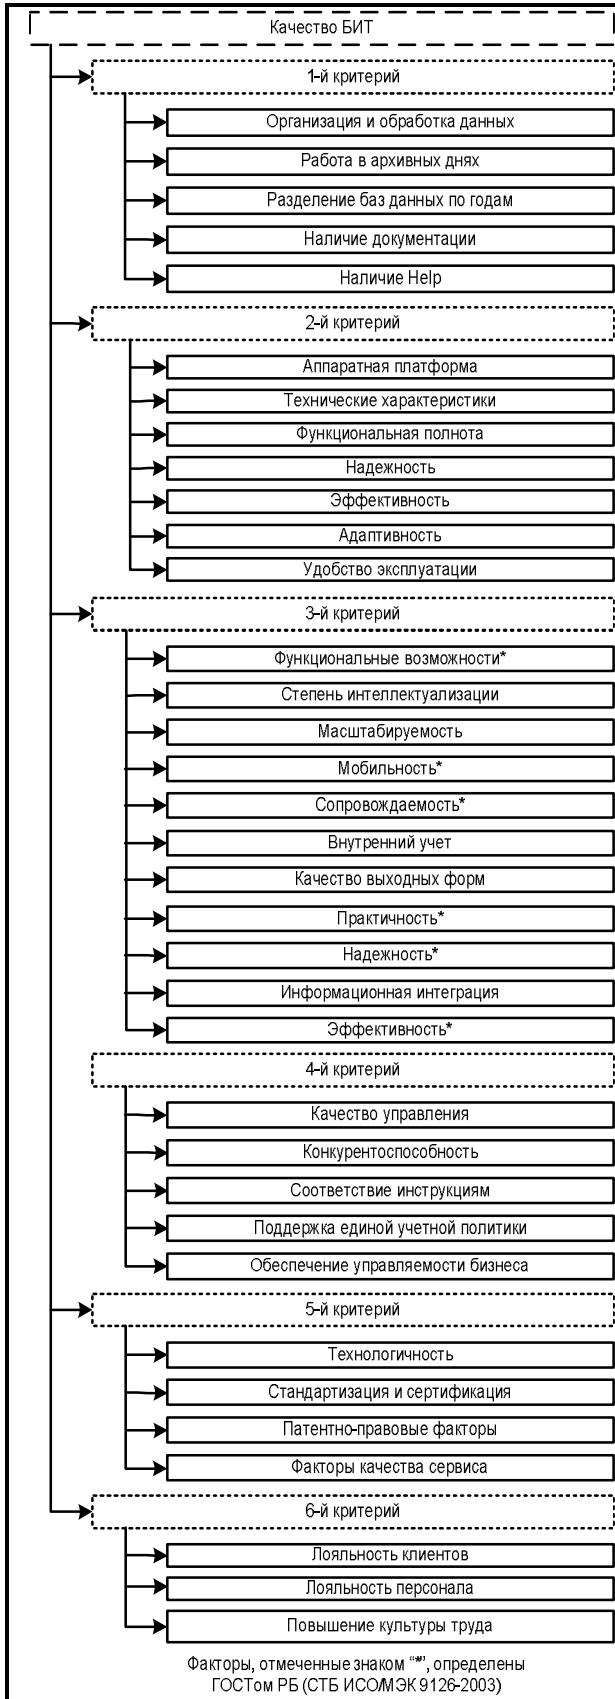 Качество БИТ
1-й критерий
Организация и обработка данных
Работа в архивных днях
Разделение баз данных по годам
Наличие документации
Наличие Help
2-й критерий
Аппаратная платформа
Технические характеристики
Функциональная полнота
Надежность
Эффективность
Адаптивность
Удобство эксплуатации
3-й критерий
Функциональные возможности*
Степень интеллектуализации
Масштабируемость
Мобильность*
Сопровождаемость*
Внутренний учет
Качество выходных форм
Практичность*
Надежность*
Информационная интеграция
Эффективность*
4-й критерий
Качество управления
Конкурентоспособность
Соответствие инструкциям
Поддержка единой учетной политики
Обеспечение управляемости бизнеса
5-й критерий
Технологичность
Стандартизация и сертификация
Патентно-правовые факторы
Факторы качества сервиса
6-й критерий
Лояльность клиентов
Лояльность персонала
Повышение культуры труда
Факторы, отмеченные знаком “*”, определены
ГОСТом РБ (СТБ ИСО/МЭК 9126-2003)